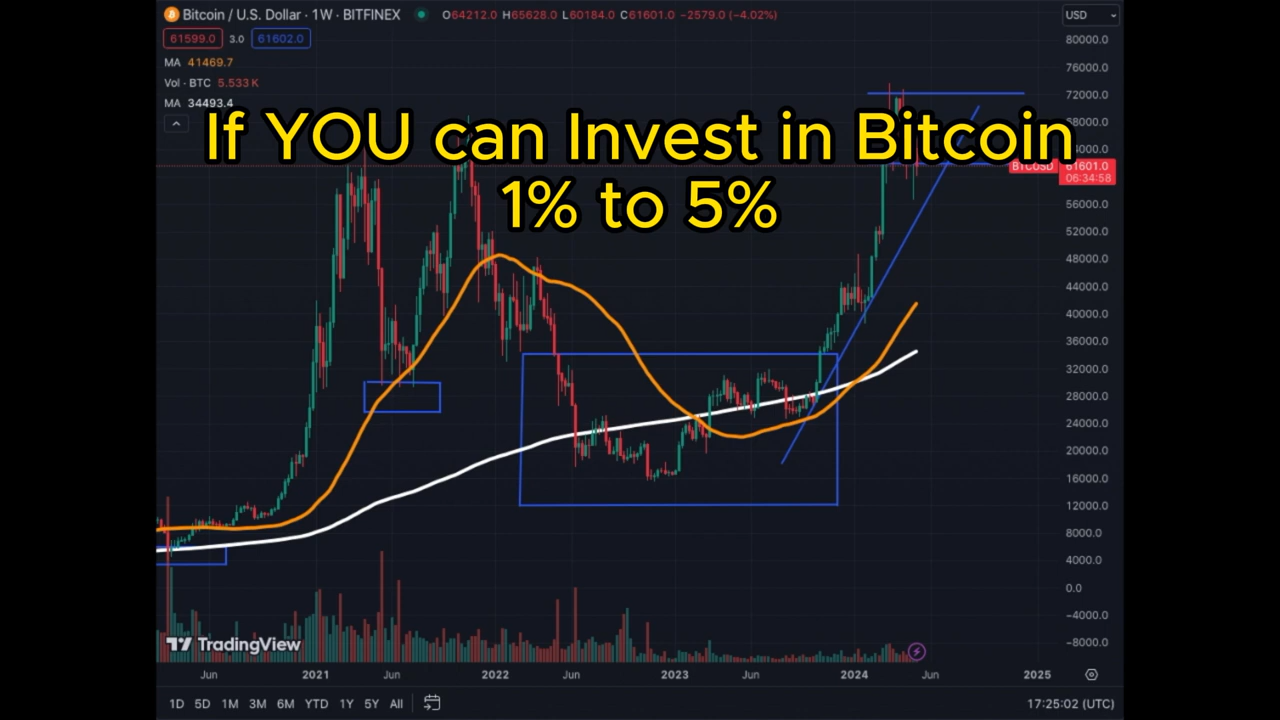 Bitcoin / U.S. Dollar · 1W · BITFINEX O64212.0 H65628.0 L60184.0 C61601.0 −2579.0 (−4.02%)
USD
61599.0 3.0 61602.0
MA 41469.7
Vol · BTC 5.533K
MA 34493.4
If YOU can Invest in Bitcoin
1% to 5%
80000.0
76000.0
72000.0
68000.0
BTCUSD 61601.0
06:34:58
56000.0
52000.0
48000.0
44000.0
40000.0
36000.0
32000.0
28000.0
24000.0
20000.0
16000.0
12000.0
8000.0
4000.0
0.0
−4000.0
−8000.0
TradingView
Jun 2021 Jun 2022 Jun 2023 Jun 2024 Jun 2025
1D 5D 1M 3M 6M YTD 1Y 5Y All 17:25:02 (UTC)